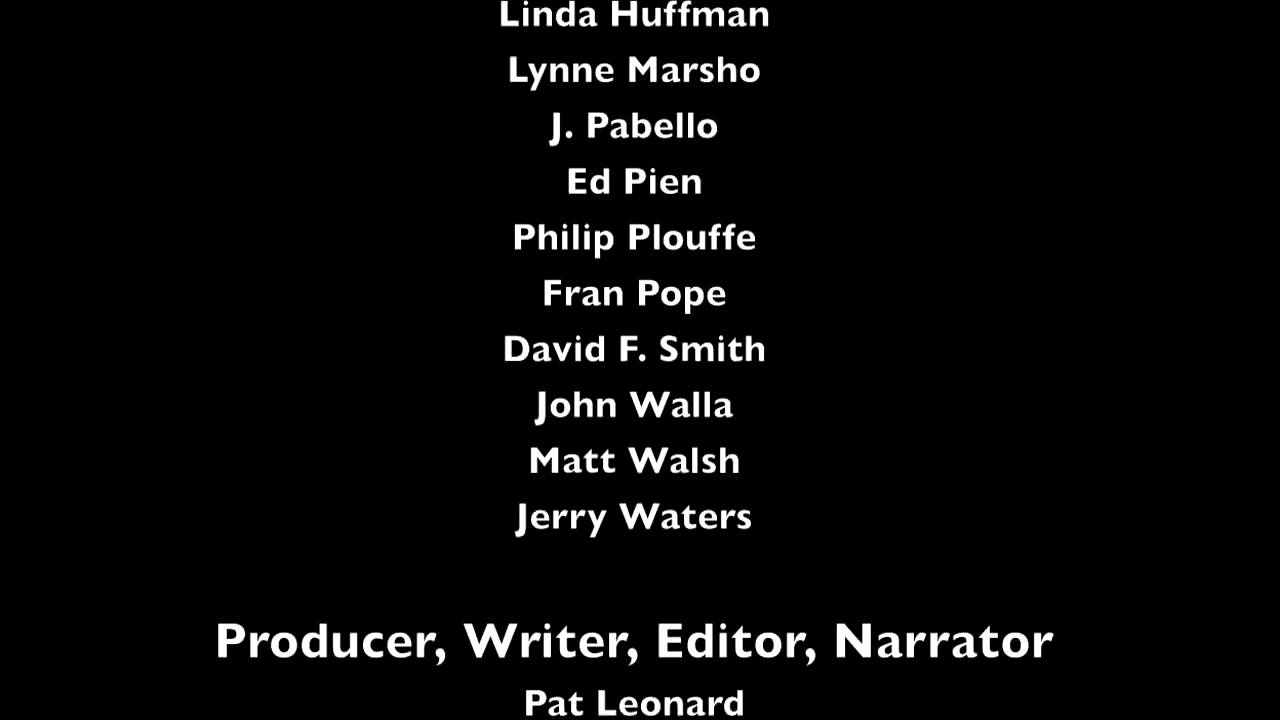 Linda Huffman
Lynne Marsho
J. Pabello
Ed Pien
Philip Plouffe
Fran Pope
David F. Smith
John Walla
Matt Walsh
Jerry Waters
Producer, Writer, Editor, Narrator
Pat Leonard